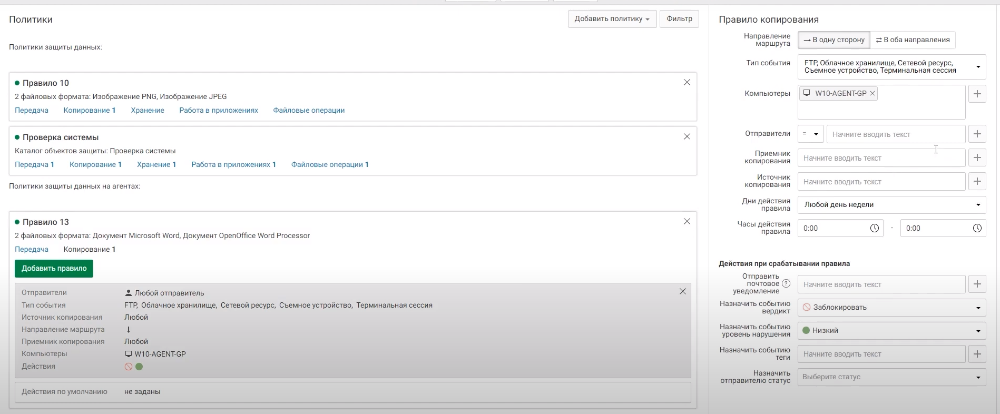 Политики
Добавить политику
Фильтр
Политики защиты данных:
Правило 10
2 файловых формата: Изображение PNG, Изображение JPEG
Передача Копирование 1 Хранение Работа в приложениях Файловые операции
Проверка системы
Каталог объектов защиты: Проверка системы
Передача 1 Копирование 1 Хранение 1 Работа в приложениях 1 Файловые операции 1
Политики защиты данных на агентах:
Правило 13
2 файловых формата: Документ Microsoft Word, Документ OpenOffice Word Processor
Передача Копирование 1
Добавить правило
Отправители Любой отправитель
Тип события FTP, Облачное хранилище, Сетевой ресурс, Съемное устройство, Терминальная сессия
Источник копирования Любой
Направление маршрута ↓
Приемник копирования Любой
Компьютеры W10-AGENT-GP
Действия
Действия по умолчанию не заданы
Правило копирования
Направление
маршрута
→ В одну сторону ⇄ В оба направления
Тип события
FTP, Облачное хранилище, Сетевой ресурс,
Съемное устройство, Терминальная сессия
Компьютеры W10-AGENT-GP ×
Отправители = Начните вводить текст
Приемник
копирования
Начните вводить текст
Источник
копирования
Начните вводить текст
Дни действия
правила
Любой день недели
Часы действия
правила
0:00 - 0:00
Действия при срабатывании правила
Отправить
почтовое ?
уведомление
Начните вводить текст
Назначить событию
вердикт
Заблокировать
Назначить событию
уровень нарушения
Низкий
Назначить событию
теги
Начните вводить текст
Назначить
отправителю статус
Выберите статус